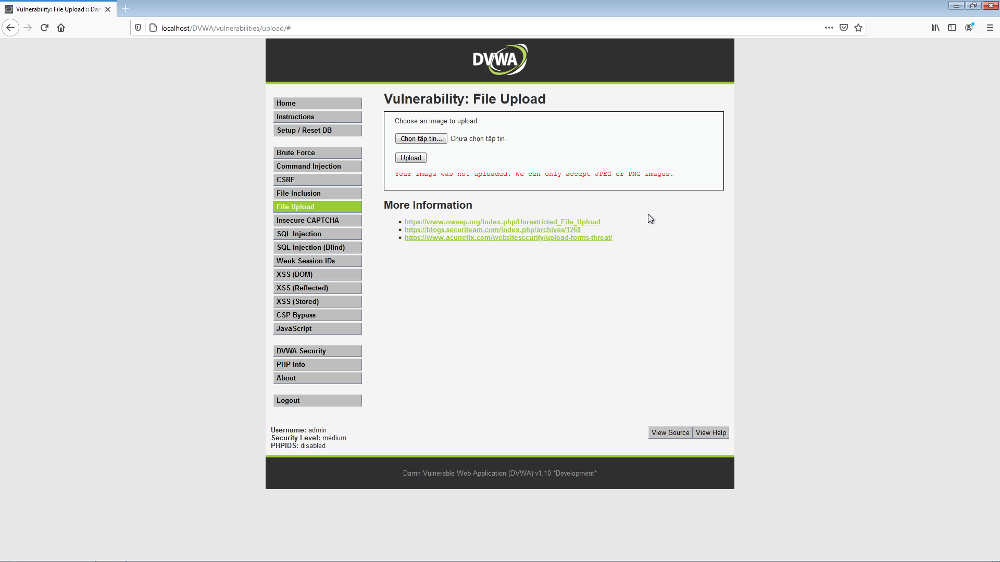 Vulnerability: File Upload :: Dan
localhost/DVWA/vulnerabilities/upload/#
DVWA
Home
Instructions
Setup / Reset DB
Brute Force
Command Injection
CSRF
File Inclusion
File Upload
Insecure CAPTCHA
SQL Injection
SQL Injection (Blind)
Weak Session IDs
XSS (DOM)
XSS (Reflected)
XSS (Stored)
CSP Bypass
JavaScript
DVWA Security
PHP Info
About
Logout
Vulnerability: File Upload
Choose an image to upload:
Chọn tập tin... Chưa chọn tập tin.
Upload
Your image was not uploaded. We can only accept JPEG or PNG images.
More Information
https://www.owasp.org/index.php/Unrestricted_File_Upload
https://blogs.securiteam.com/index.php/archives/1268
https://www.acunetix.com/websitesecurity/upload-forms-threat/
Username: admin
Security Level: medium
PHPIDS: disabled
View Source View Help
Damn Vulnerable Web Application (DVWA) v1.10 *Development*